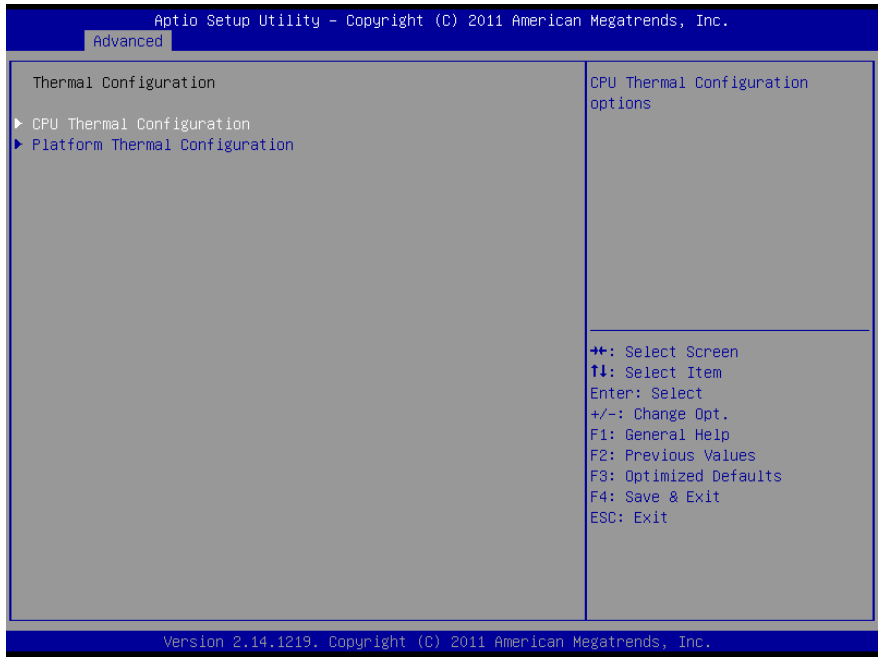 Aptio Setup Utility – Copyright (C) 2011 American Megatrends, Inc.
Advanced
Thermal Configuration
► CPU Thermal Configuration
► Platform Thermal Configuration
CPU Thermal Configuration
options
→←: Select Screen
↑↓: Select Item
Enter: Select
+/-: Change Opt.
F1: General Help
F2: Previous Values
F3: Optimized Defaults
F4: Save & Exit
ESC: Exit
Version 2.14.1219. Copyright (C) 2011 American Megatrends, Inc.